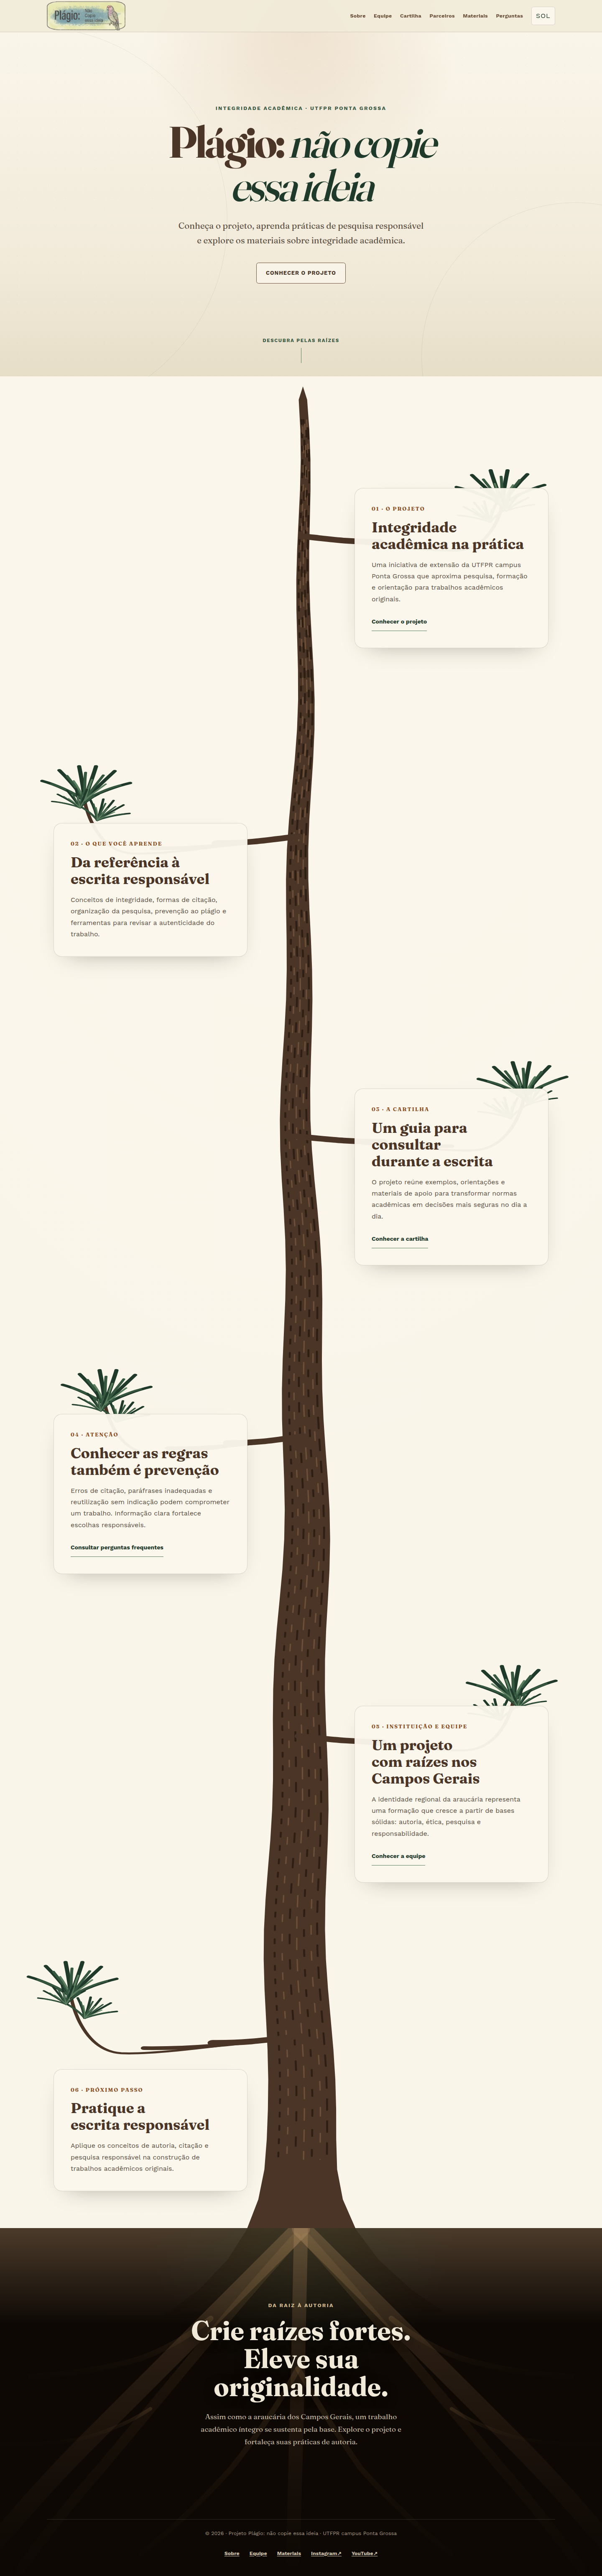 Plágio: Não Copie essa ideia
Sobre Equipe Cartilha Parceiros Materiais Perguntas SOL
INTEGRIDADE ACADÊMICA · UTFPR PONTA GROSSA
Plágio: não copie
essa ideia
Conheça o projeto, aprenda práticas de pesquisa responsável
e explore os materiais sobre integridade acadêmica.
CONHECER O PROJETO
DESCUBRA PELAS RAÍZES
01 · O PROJETO
Integridade
acadêmica na prática
Uma iniciativa de extensão da UTFPR campus
Ponta Grossa que aproxima pesquisa, formação
e orientação para trabalhos acadêmicos
originais.
Conhecer o projeto
02 · O QUE VOCÊ APRENDE
Da referência à
escrita responsável
Conceitos de integridade, formas de citação,
organização da pesquisa, prevenção ao plágio e
ferramentas para revisar a autenticidade do
trabalho.
03 · A CARTILHA
Um guia para
consultar
durante a escrita
O projeto reúne exemplos, orientações e
materiais de apoio para transformar normas
acadêmicas em decisões mais seguras no dia a
dia.
Conhecer a cartilha
04 · ATENÇÃO
Conhecer as regras
também é prevenção
Erros de citação, paráfrases inadequadas e
reutilização sem indicação podem comprometer
um trabalho. Informação clara fortalece
escolhas responsáveis.
Consultar perguntas frequentes
05 · INSTITUIÇÃO E EQUIPE
Um projeto
com raízes nos
Campos Gerais
A identidade regional da araucária representa
uma formação que cresce a partir de bases
sólidas: autoria, ética, pesquisa e
responsabilidade.
Conhecer a equipe
06 · PRÓXIMO PASSO
Pratique a
escrita responsável
Aplique os conceitos de autoria, citação e
pesquisa responsável na construção de
trabalhos acadêmicos originais.
DA RAIZ À AUTORIA
Crie raízes fortes.
Eleve sua
originalidade.
Assim como a araucária dos Campos Gerais, um trabalho
acadêmico íntegro se sustenta pela base. Explore o projeto e
fortaleça suas práticas de autoria.
© 2026 · Projeto Plágio: não copie essa ideia · UTFPR campus Ponta Grossa
Sobre Equipe Materiais Instagram↗ YouTube↗